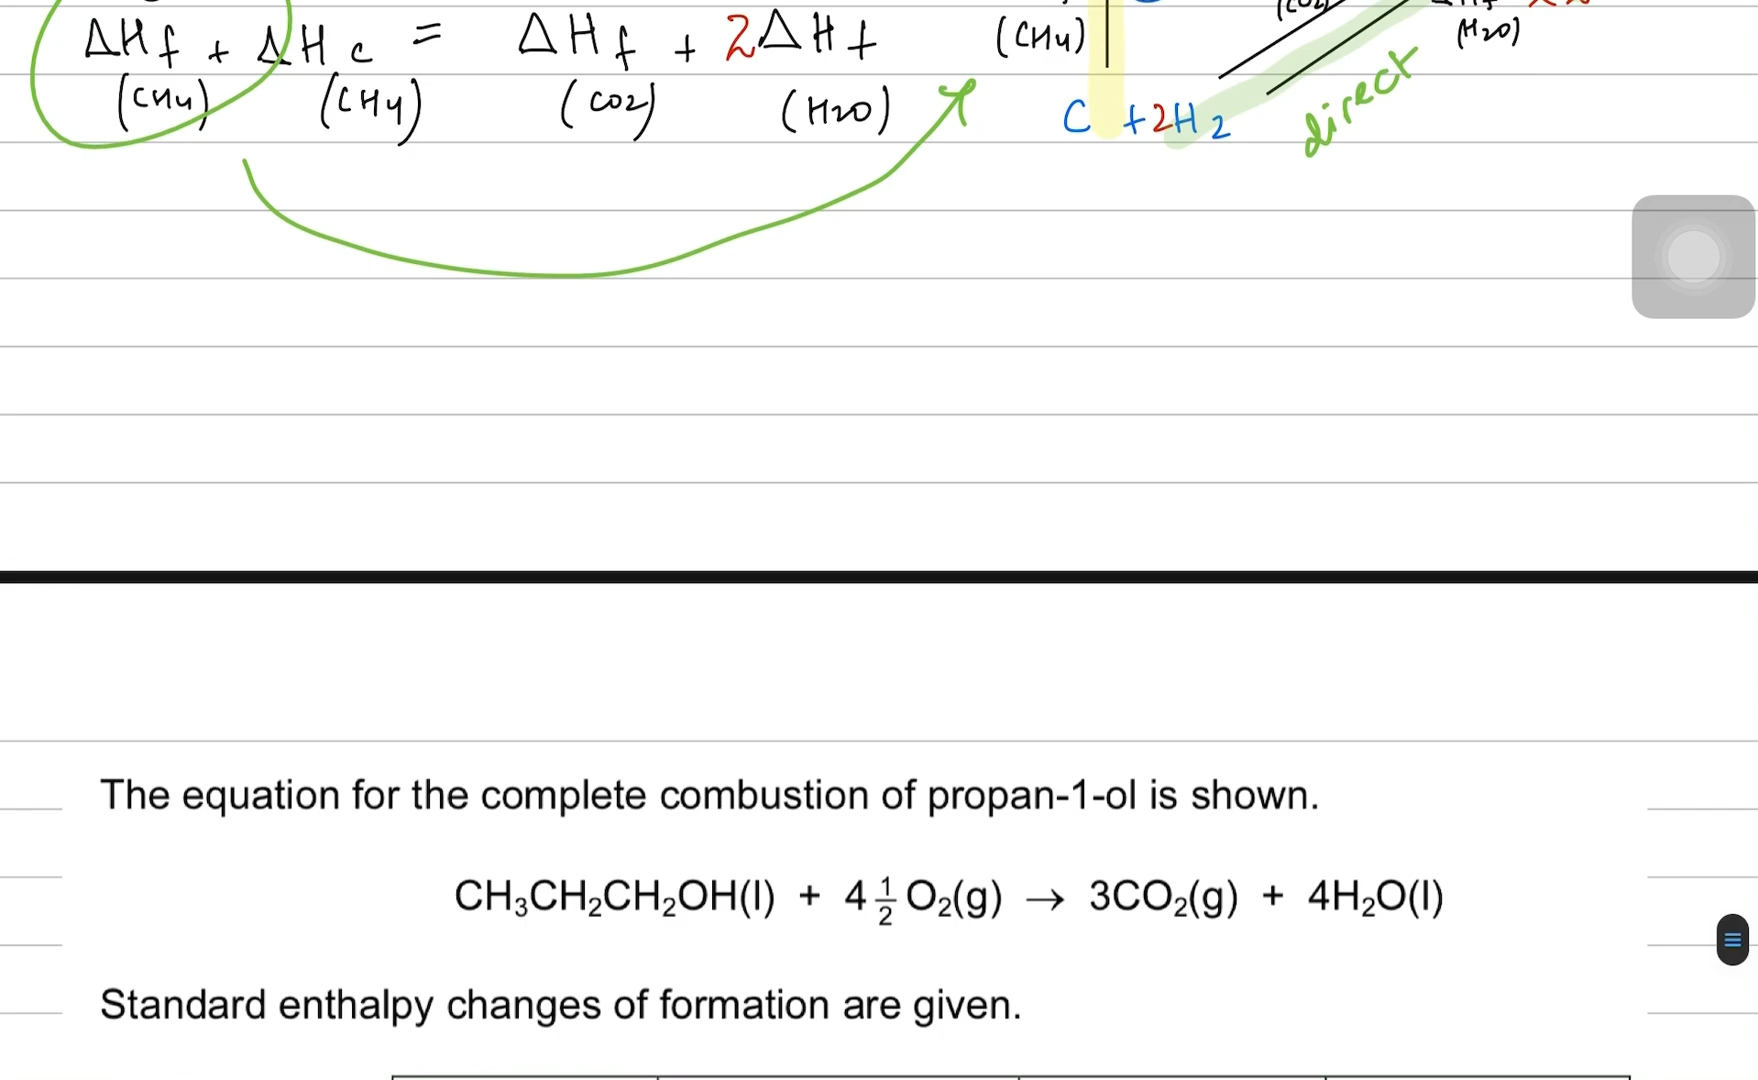 ΔHf + ΔHc = ΔHf + 2ΔHf (CH4)
(CH4) (CH4) (CO2) (H2O)
(CO2)
(H2O)
C + 2H2
direct
The equation for the complete combustion of propan-1-ol is shown.
CH₃CH₂CH₂OH(l) + 4½O₂(g) → 3CO₂(g) + 4H₂O(l)
Standard enthalpy changes of formation are given.